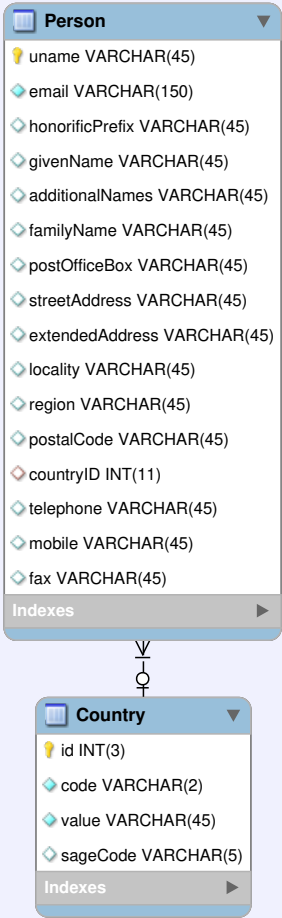 Person
uname VARCHAR(45)
email VARCHAR(150)
honorificPrefix VARCHAR(45)
givenName VARCHAR(45)
additionalNames VARCHAR(45)
familyName VARCHAR(45)
postOfficeBox VARCHAR(45)
streetAddress VARCHAR(45)
extendedAddress VARCHAR(45)
locality VARCHAR(45)
region VARCHAR(45)
postalCode VARCHAR(45)
countryID INT(11)
telephone VARCHAR(45)
mobile VARCHAR(45)
fax VARCHAR(45)
Indexes
Country
id INT(3)
code VARCHAR(2)
value VARCHAR(45)
sageCode VARCHAR(5)
Indexes